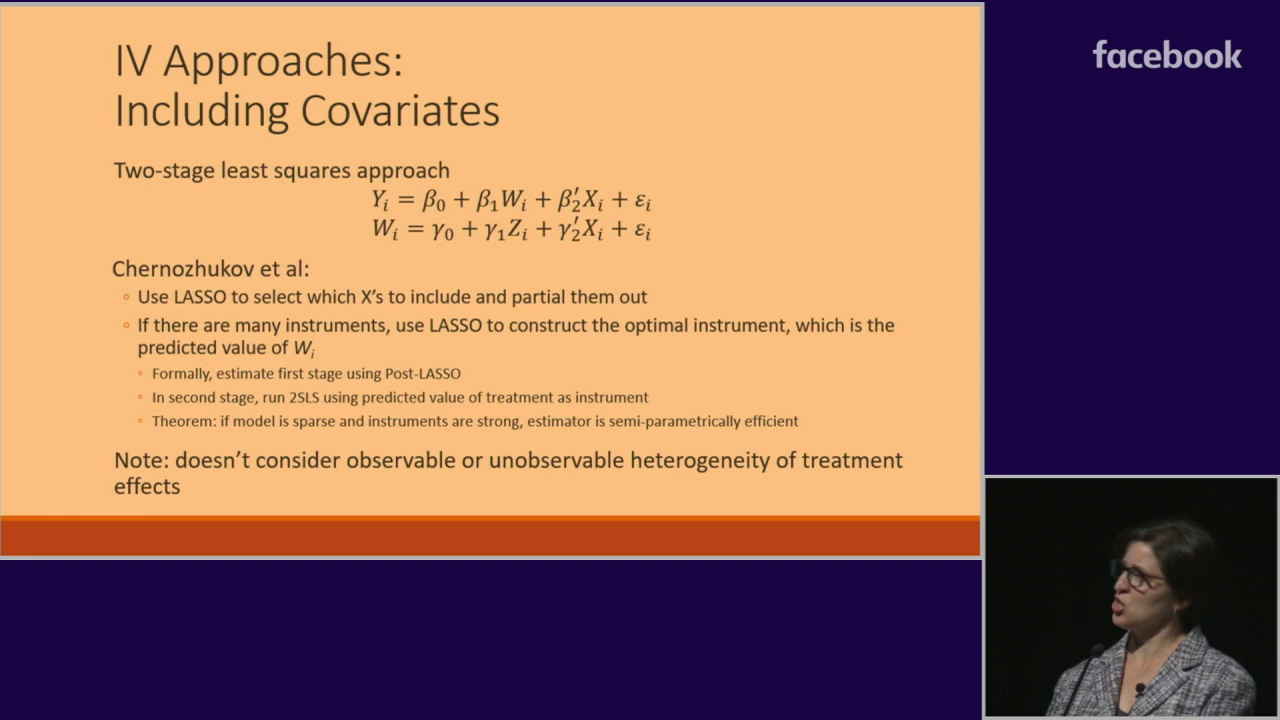 IV Approaches:
Including Covariates
facebook
Two-stage least squares approach
Yᵢ = β₀ + β₁Wᵢ + β₂′Xᵢ + εᵢ
Wᵢ = γ₀ + γ₁Zᵢ + γ₂′Xᵢ + εᵢ
Chernozhukov et al:
◦ Use LASSO to select which X’s to include and partial them out
◦ If there are many instruments, use LASSO to construct the optimal instrument, which is the
predicted value of Wᵢ
◦ Formally, estimate first stage using Post-LASSO
◦ In second stage, run 2SLS using predicted value of treatment as instrument
◦ Theorem: if model is sparse and instruments are strong, estimator is semi-parametrically efficient
Note: doesn’t consider observable or unobservable heterogeneity of treatment
effects